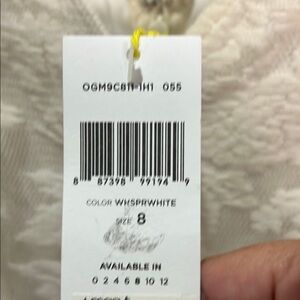 OGM9C811-1H1 055
8 87398 99194 9
COLOR WHSPRWHITE
SIZE 8
AVAILABLE IN
0 2 4 6 8 10 12